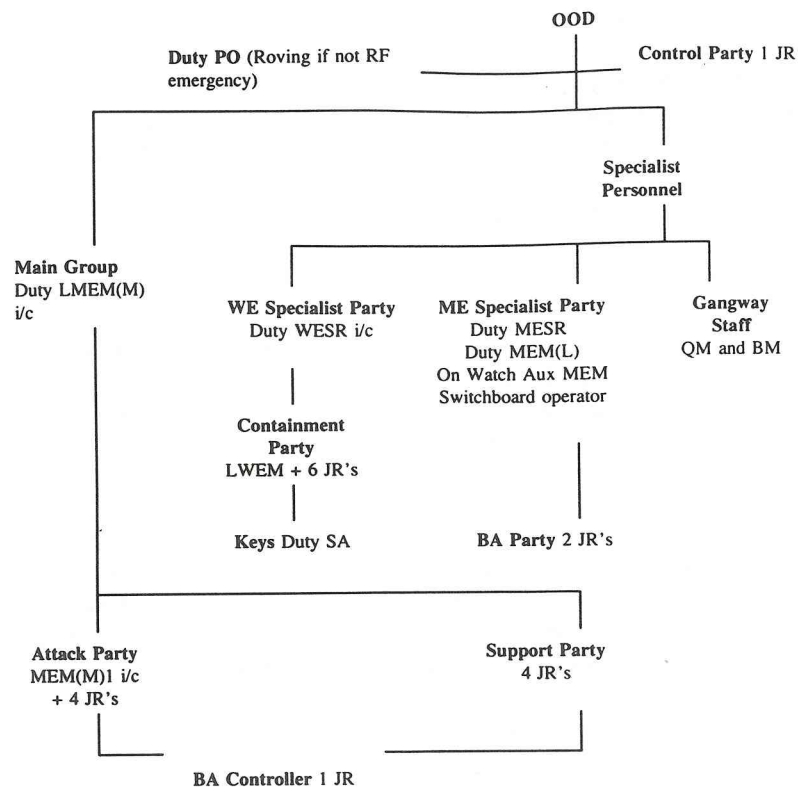 OOD
Duty PO (Roving if not RF
emergency)
Control Party 1 JR
Specialist
Personnel
Main Group
Duty LMEM(M)
i/c
WE Specialist Party
Duty WESR i/c
ME Specialist Party
Duty MESR
Duty MEM(L)
On Watch Aux MEM
Switchboard operator
Gangway
Staff
QM and BM
Containment
Party
LWEM + 6 JR's
Keys Duty SA
BA Party 2 JR's
Attack Party
MEM(M)1 i/c
+ 4 JR's
Support Party
4 JR's
BA Controller 1 JR